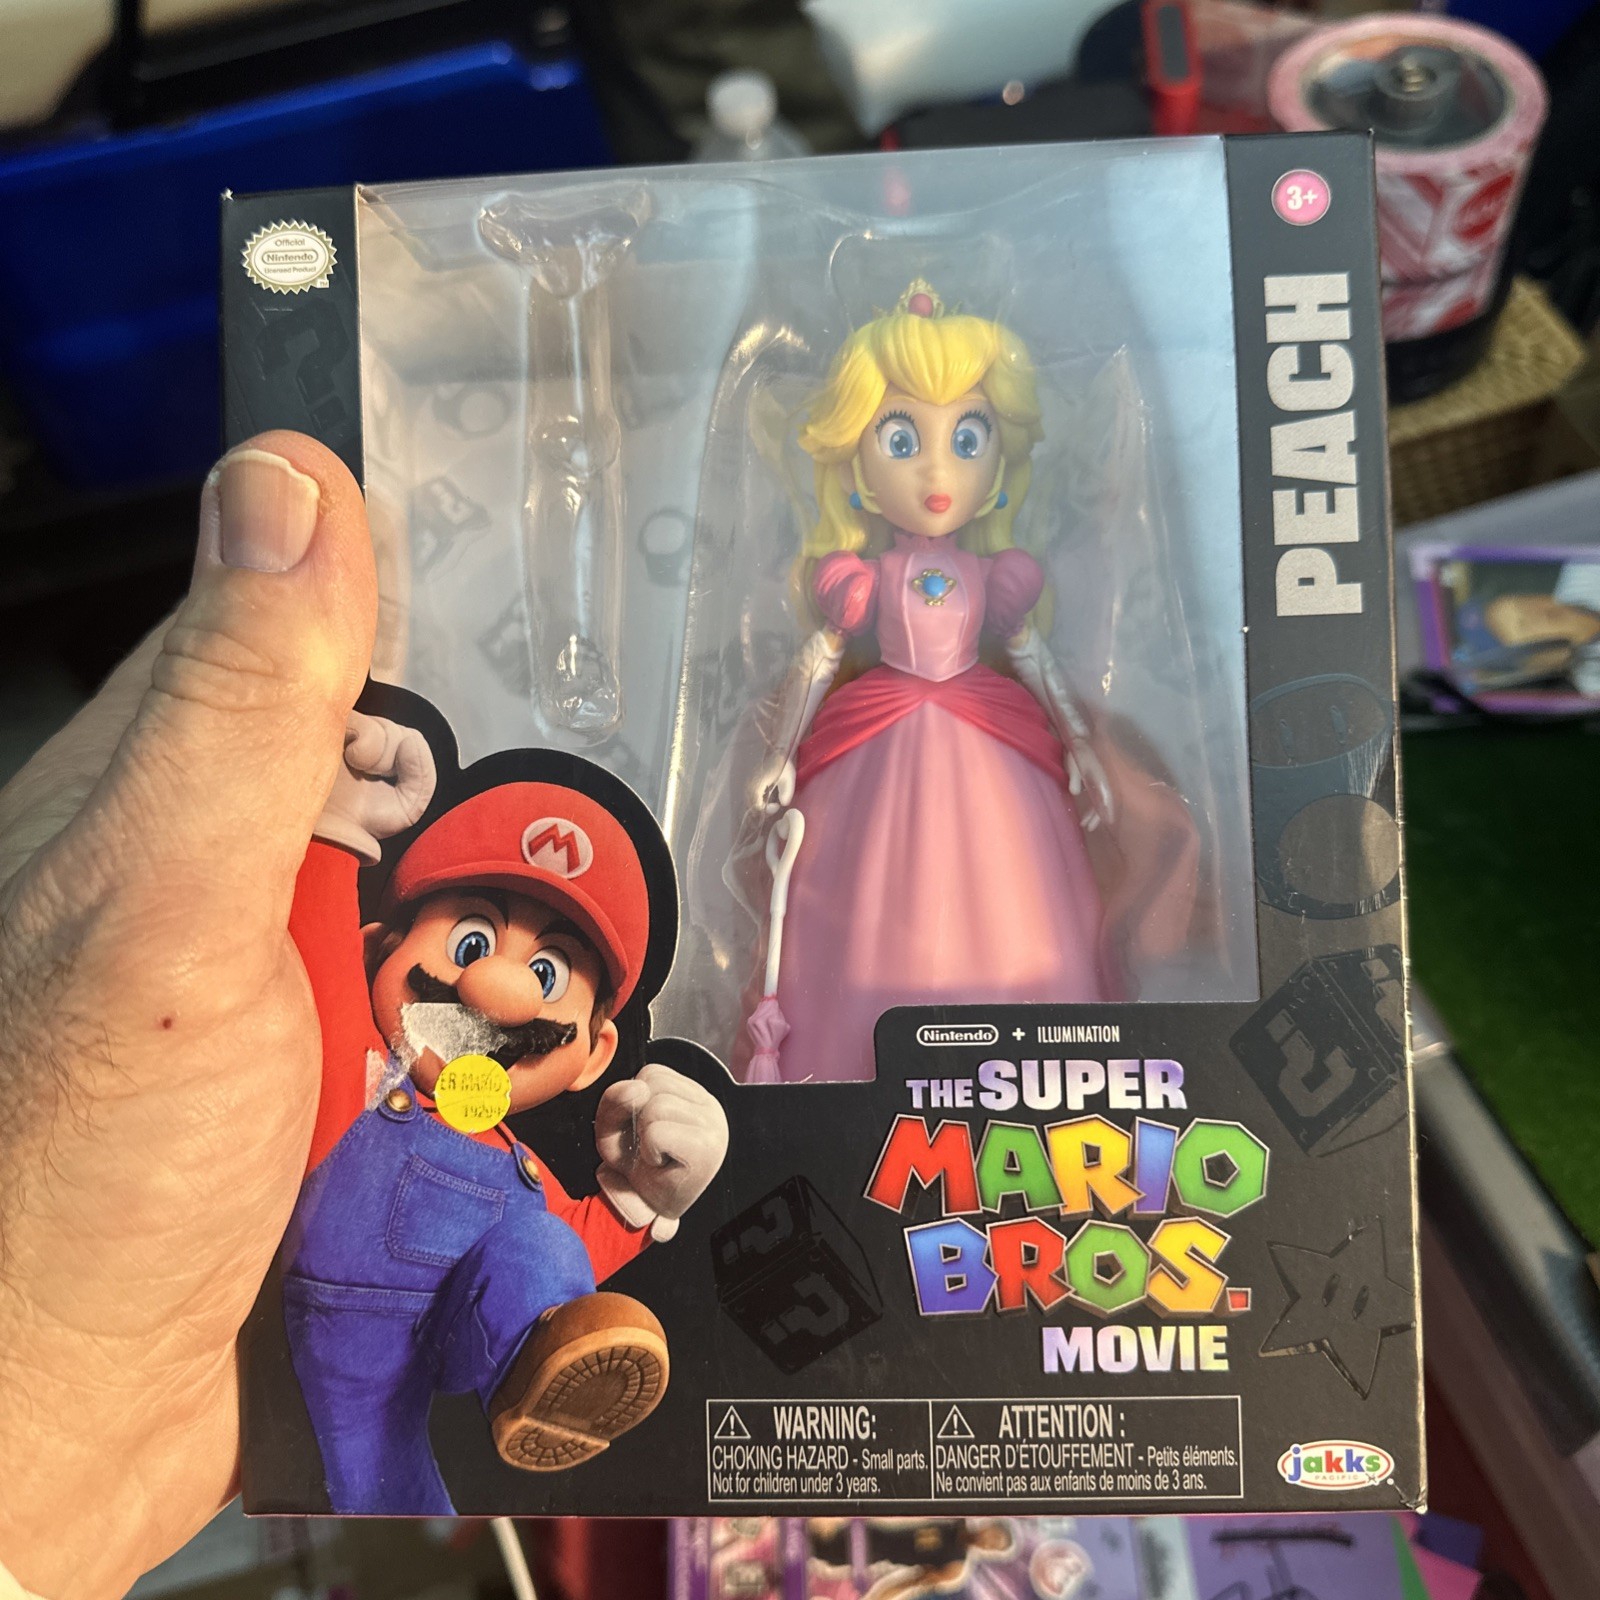 Official
Nintendo
Licensed Product
3+
PEACH
M
ER MARIO
Nintendo + ILLUMINATION
THE SUPER
MARIO
BROS.
MOVIE
WARNING:
CHOKING HAZARD - Small parts.
Not for children under 3 years.
ATTENTION :
DANGER D'ÉTOUFFEMENT - Petits éléments.
Ne convient pas aux enfants de moins de 3 ans.
jakks
PACIFIC